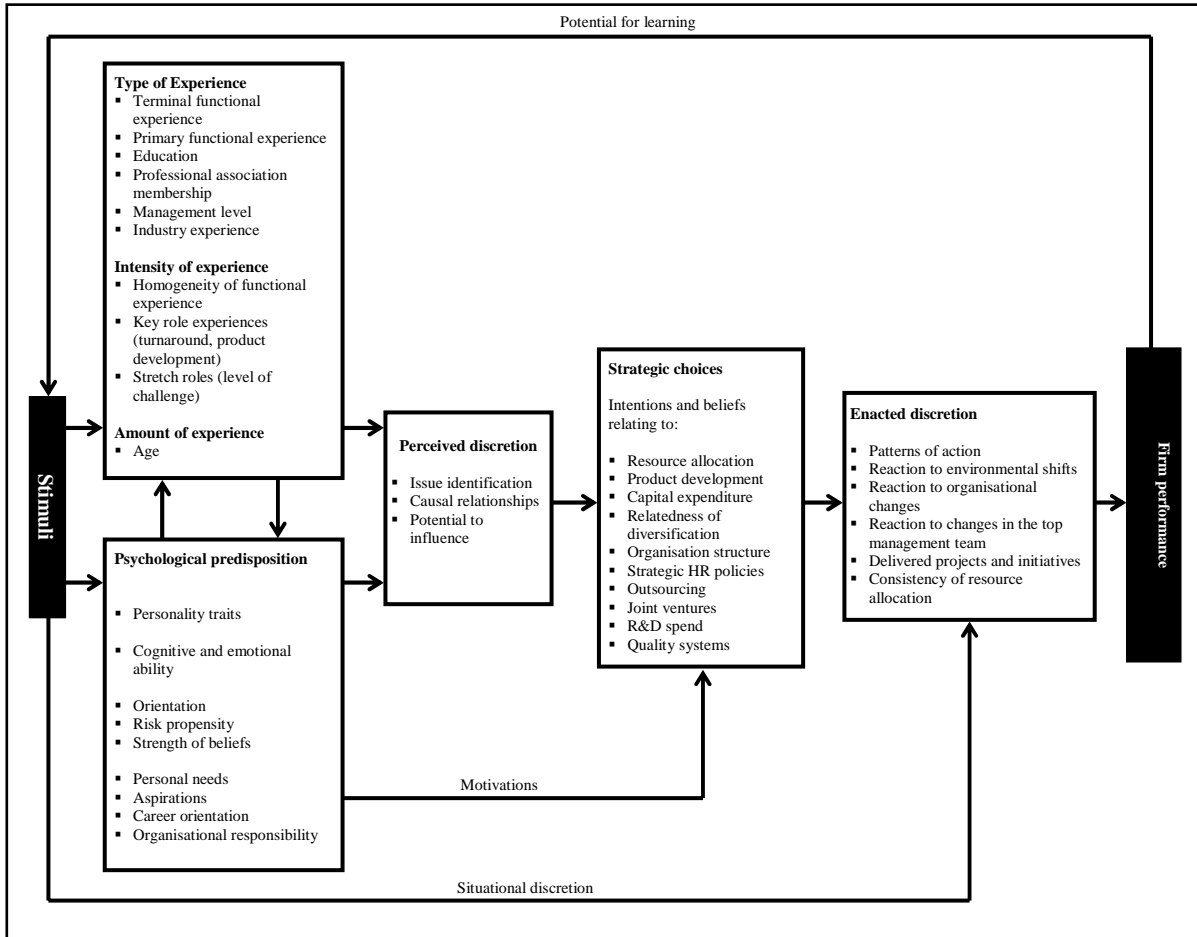 Potential for learning
Type of Experience
▪ Terminal functional
experience
▪ Primary functional experience
▪ Education
▪ Professional association
membership
▪ Management level
▪ Industry experience
Intensity of experience
▪ Homogeneity of functional
experience
▪ Key role experiences
(turnaround, product
development)
▪ Stretch roles (level of
challenge)
Amount of experience
▪ Age
Stimuli
Psychological predisposition
▪ Personality traits
▪ Cognitive and emotional
ability
▪ Orientation
▪ Risk propensity
▪ Strength of beliefs
▪ Personal needs
▪ Aspirations
▪ Career orientation
▪ Organisational responsibility
Perceived discretion
▪ Issue identification
▪ Causal relationships
▪ Potential to
influence
Strategic choices
Intentions and beliefs
relating to:
▪ Resource allocation
▪ Product development
▪ Capital expenditure
▪ Relatedness of
diversification
▪ Organisation structure
▪ Strategic HR policies
▪ Outsourcing
▪ Joint ventures
▪ R&D spend
▪ Quality systems
Enacted discretion
▪ Patterns of action
▪ Reaction to environmental shifts
▪ Reaction to organisational
changes
▪ Reaction to changes in the top
management team
▪ Delivered projects and initiatives
▪ Consistency of resource
allocation
Firm performance
Motivations
Situational discretion